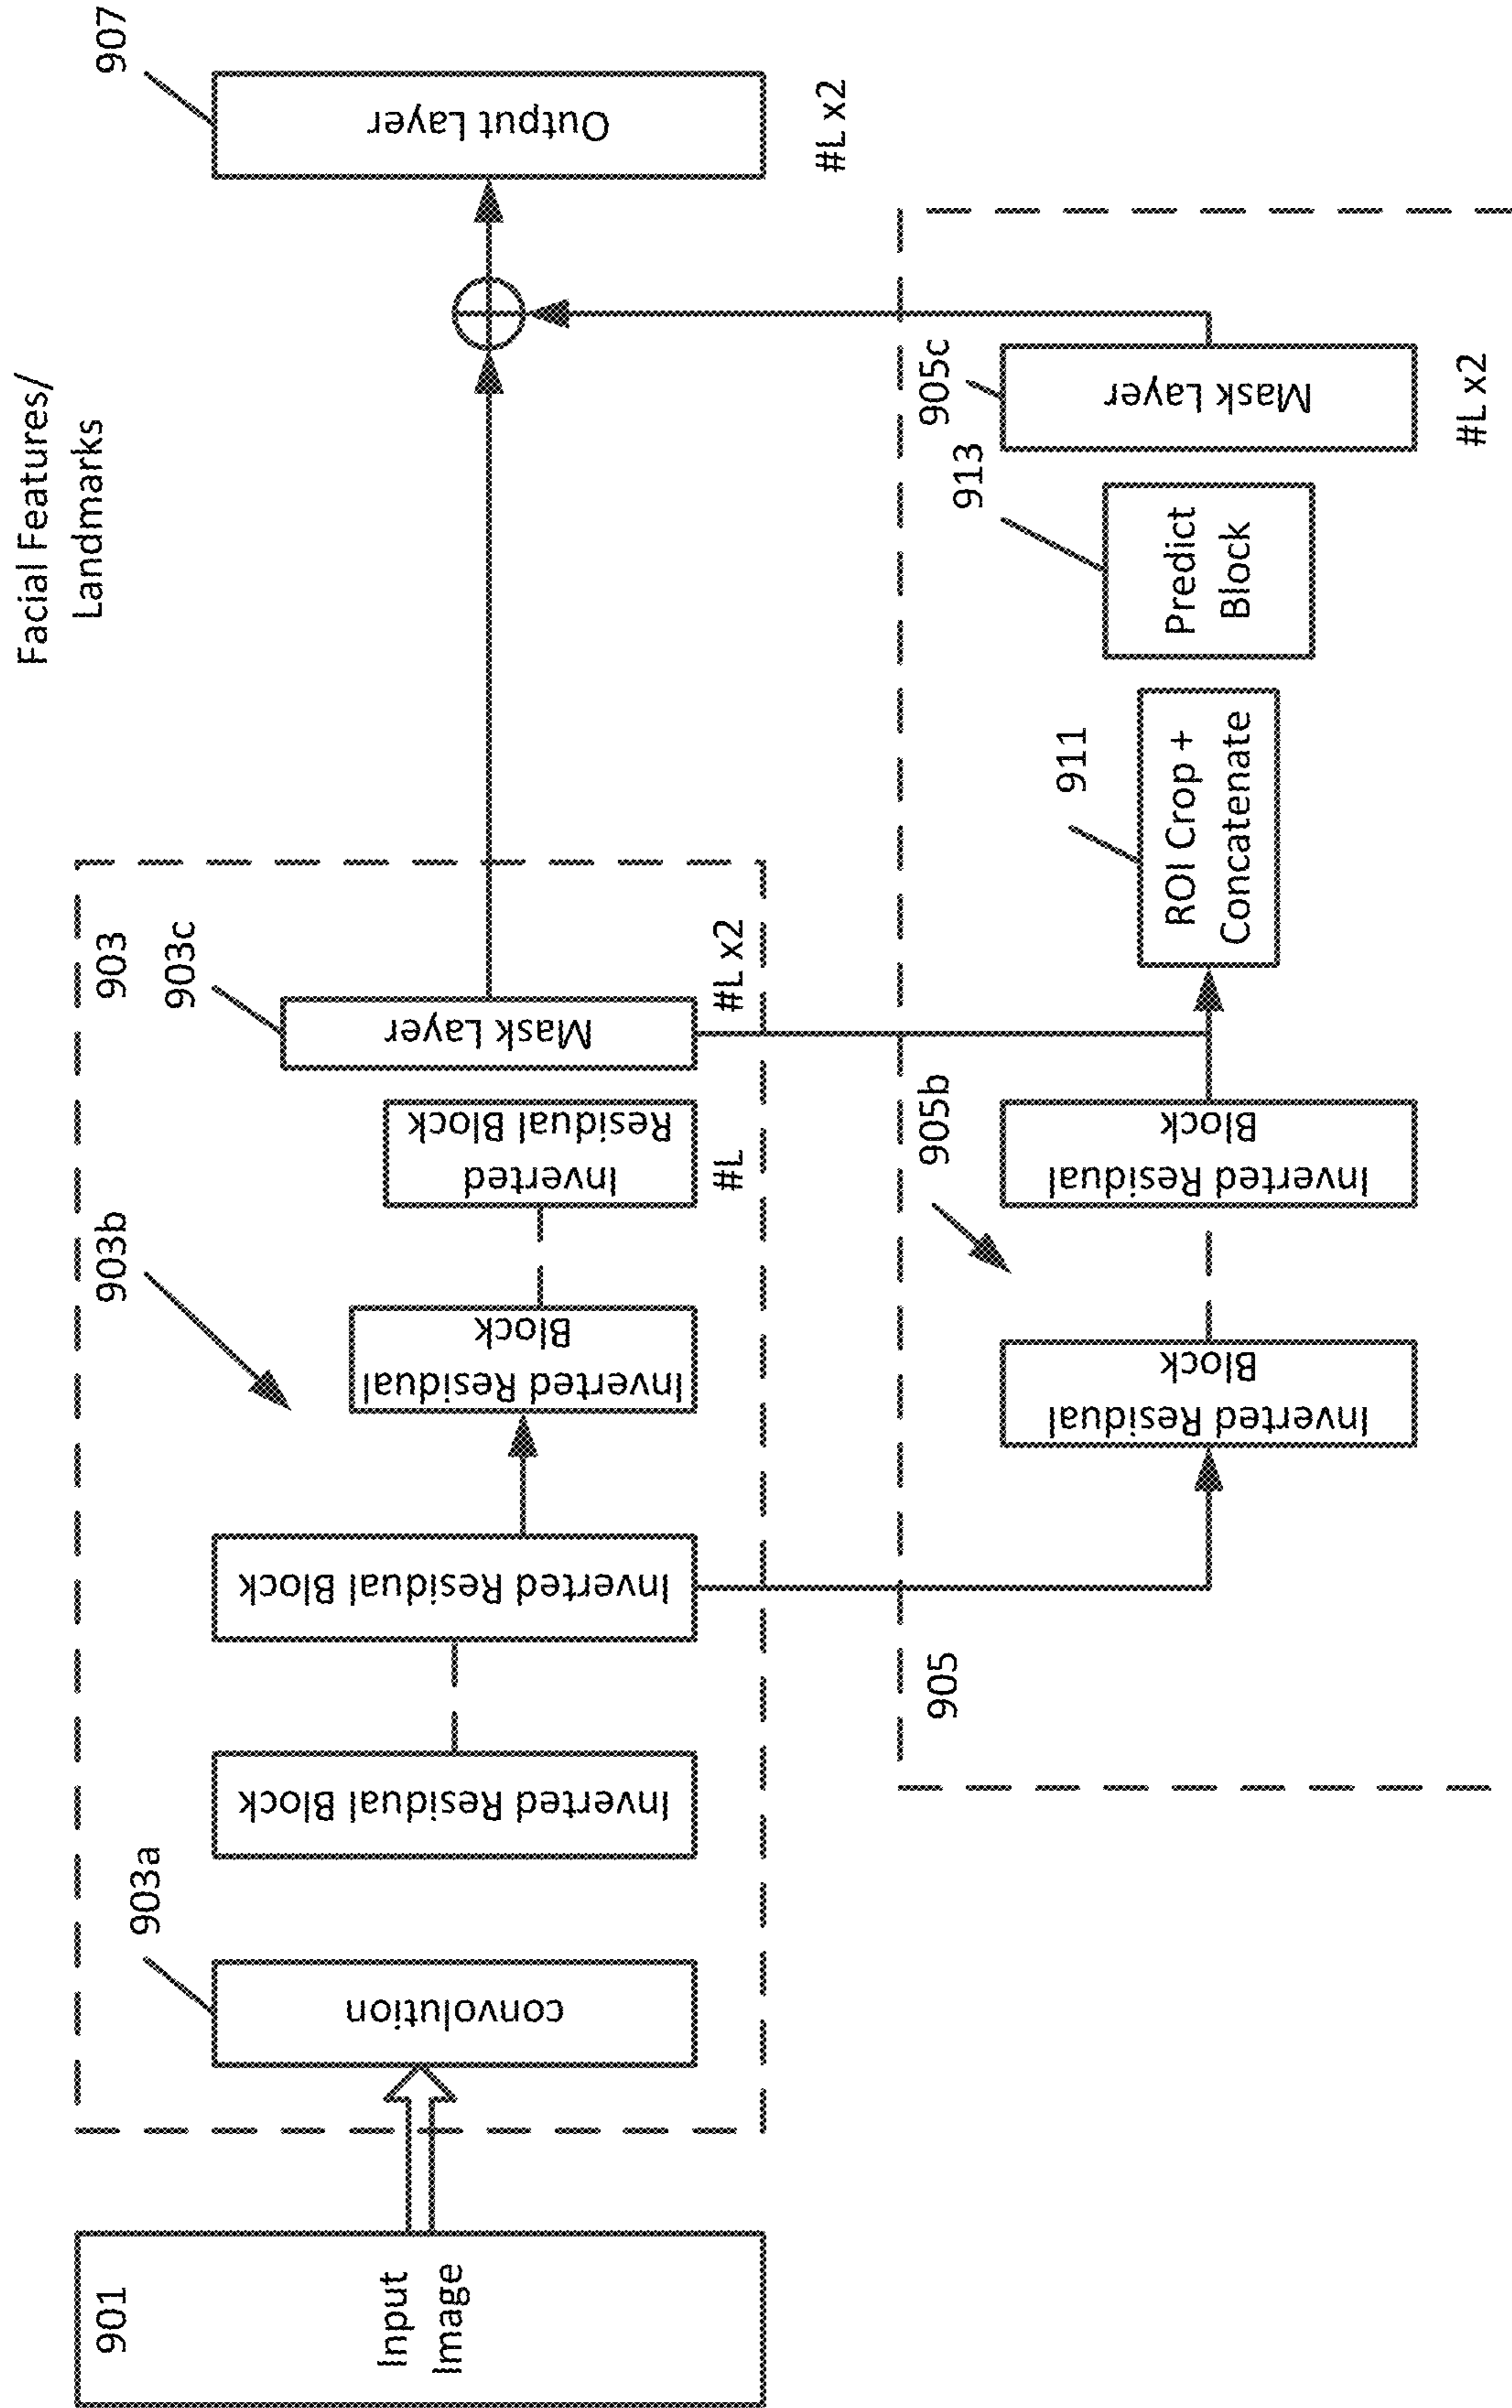 Facial Features/
Landmarks
901
Input
Image
903a
convolution
Inverted Residual Block
Inverted Residual Block
903b
Inverted Residual
Block
Inverted
Residual Block
#L
903
903c
Mask Layer
#L x2
907
Output Layer
#L x2
905
Inverted Residual
Block
905b
Inverted Residual
Block
911
ROI Crop +
Concatenate
913
Predict
Block
905c
Mask Layer
#L x2